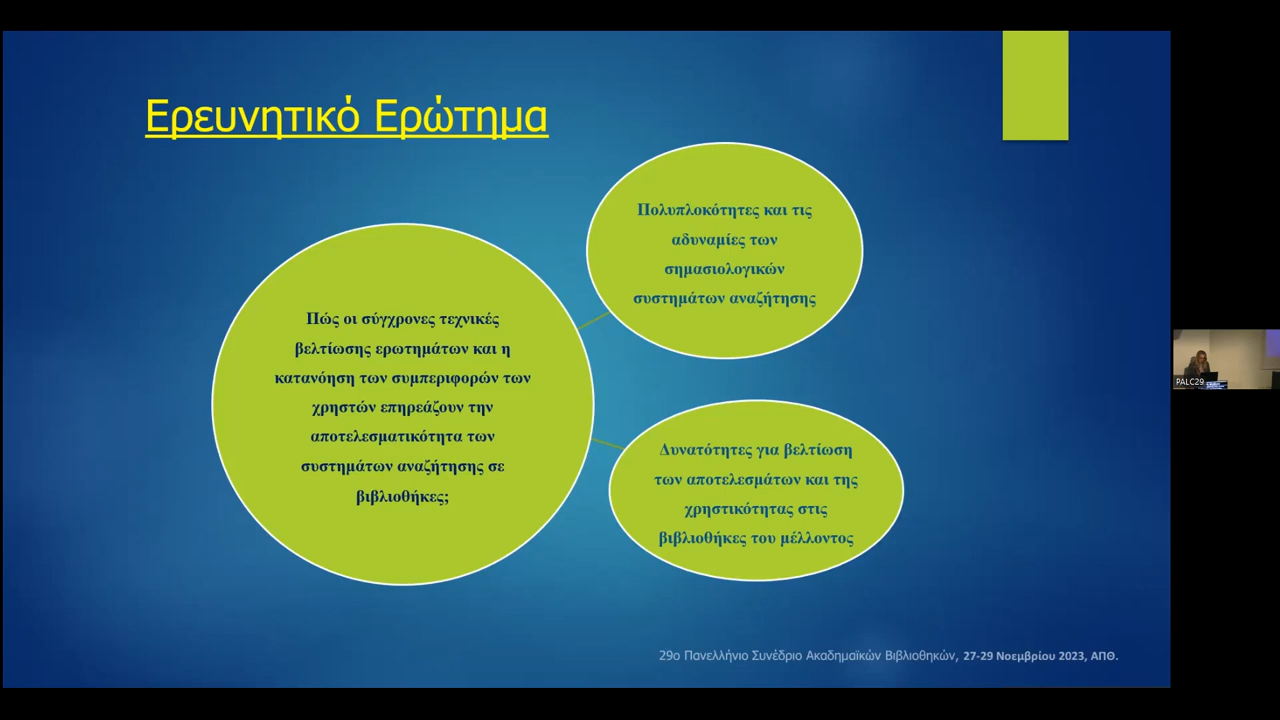 Ερευνητικό Ερώτημα
Πώς οι σύγχρονες τεχνικές
βελτίωσης ερωτημάτων και η
κατανόηση των συμπεριφορών των
χρηστών επηρεάζουν την
αποτελεσματικότητα των
συστημάτων αναζήτησης σε
βιβλιοθήκες;
Πολυπλοκότητες και τις
αδυναμίες των
σημασιολογικών
συστημάτων αναζήτησης
Δυνατότητες για βελτίωση
των αποτελεσμάτων και της
χρηστικότητας στις
βιβλιοθήκες του μέλλοντος
29ο Πανελλήνιο Συνέδριο Ακαδημαϊκών Βιβλιοθηκών, 27-29 Νοεμβρίου 2023, ΑΠΘ.
PALC29